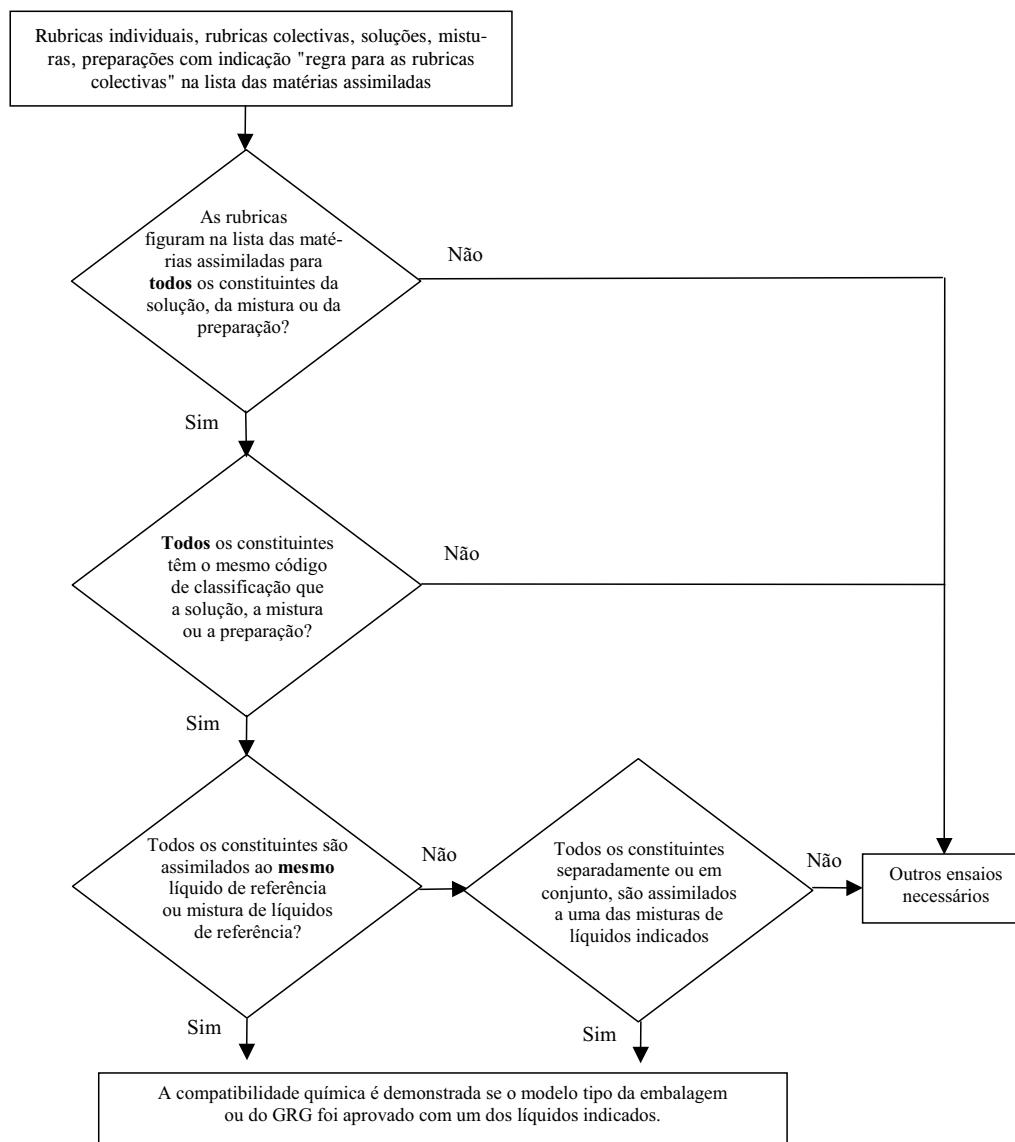 Rubricas individuais, rubricas colectivas, soluções, mistu-
ras, preparações com indicação "regra para as rubricas
colectivas" na lista das matérias assimiladas
As rubricas
figuram na lista das maté-
rias assimiladas para
todos os constituintes da
solução, da mistura ou da
preparação?
Não
Sim
Todos os constituintes
têm o mesmo código
de classificação que
a solução, a mistura
ou a preparação?
Não
Sim
Todos os constituintes são
assimilados ao mesmo
líquido de referência
ou mistura de líquidos
de referência?
Não
Todos os constituintes
separadamente ou em
conjunto, são assimilados
a uma das misturas de
líquidos indicados
Não
Outros ensaios
necessários
Sim
Sim
A compatibilidade química é demonstrada se o modelo tipo da embalagem
ou do GRG foi aprovado com um dos líquidos indicados.